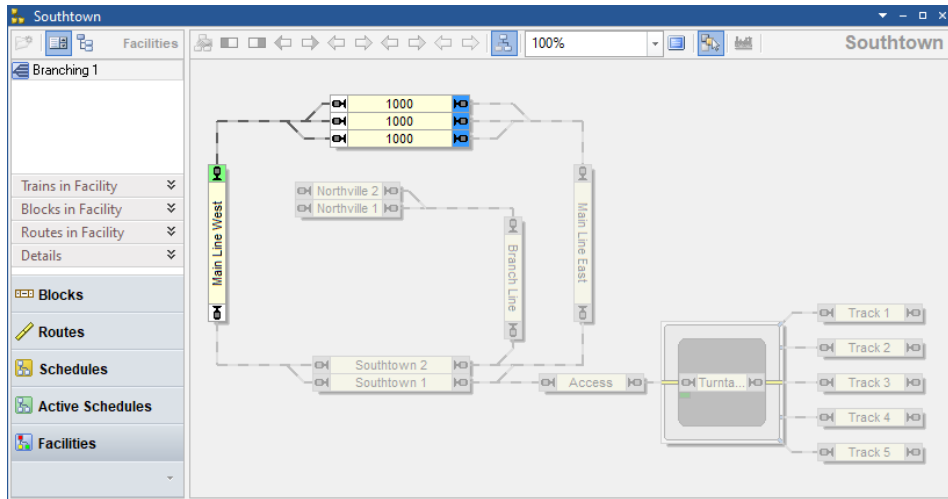 Southtown
Facilities
100%
Southtown
Branching 1
Trains in Facility
Blocks in Facility
Routes in Facility
Details
Blocks
Routes
Schedules
Active Schedules
Facilities
1000
1000
1000
Main Line West
Northville 2
Northville 1
Branch Line
Main Line East
Southtown 2
Southtown 1
Access
Turnta...
Track 1
Track 2
Track 3
Track 4
Track 5